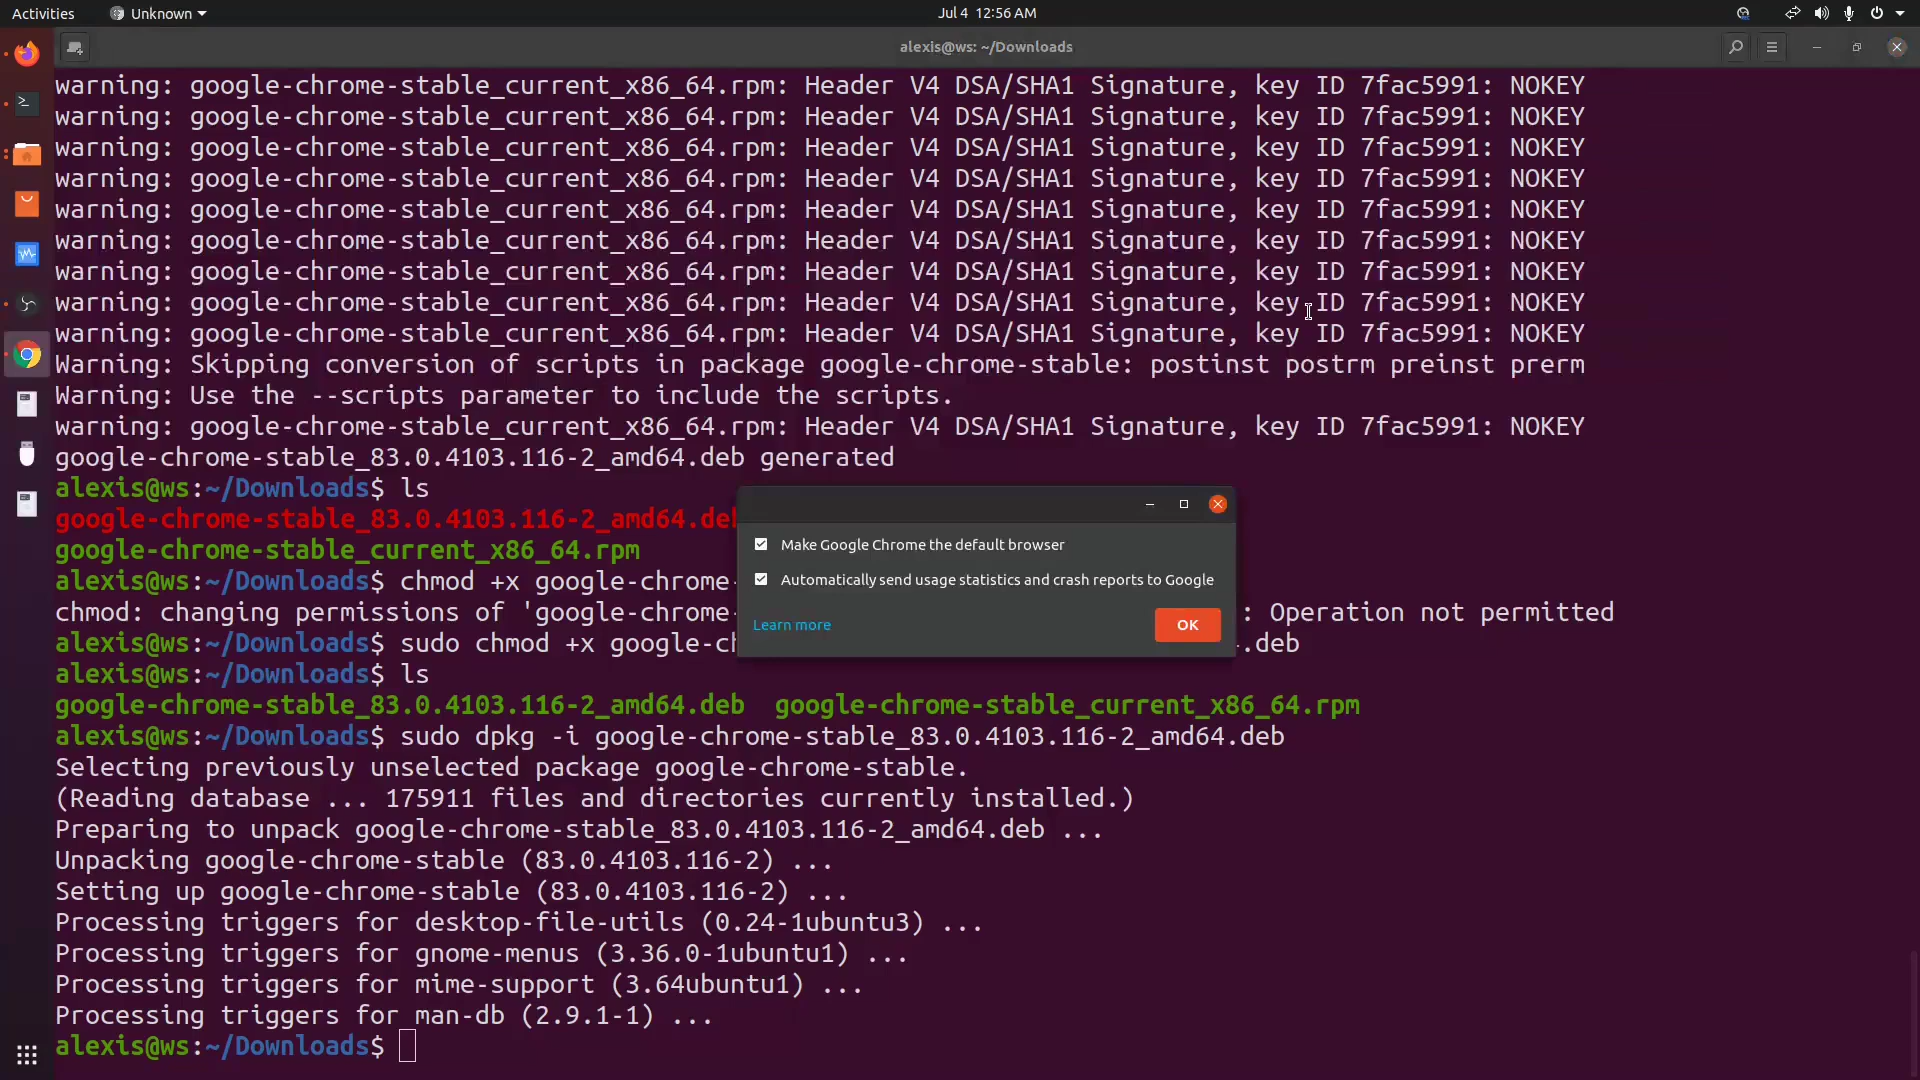 Activities
Unknown
Jul 4 12:56 AM
alexis@ws: ~/Downloads
warning: google-chrome-stable_current_x86_64.rpm: Header V4 DSA/SHA1 Signature, key ID 7fac5991: NOKEY
warning: google-chrome-stable_current_x86_64.rpm: Header V4 DSA/SHA1 Signature, key ID 7fac5991: NOKEY
warning: google-chrome-stable_current_x86_64.rpm: Header V4 DSA/SHA1 Signature, key ID 7fac5991: NOKEY
warning: google-chrome-stable_current_x86_64.rpm: Header V4 DSA/SHA1 Signature, key ID 7fac5991: NOKEY
warning: google-chrome-stable_current_x86_64.rpm: Header V4 DSA/SHA1 Signature, key ID 7fac5991: NOKEY
warning: google-chrome-stable_current_x86_64.rpm: Header V4 DSA/SHA1 Signature, key ID 7fac5991: NOKEY
warning: google-chrome-stable_current_x86_64.rpm: Header V4 DSA/SHA1 Signature, key ID 7fac5991: NOKEY
warning: google-chrome-stable_current_x86_64.rpm: Header V4 DSA/SHA1 Signature, key ID 7fac5991: NOKEY
warning: google-chrome-stable_current_x86_64.rpm: Header V4 DSA/SHA1 Signature, key ID 7fac5991: NOKEY
Warning: Skipping conversion of scripts in package google-chrome-stable: postinst postrm preinst prerm
Warning: Use the --scripts parameter to include the scripts.
warning: google-chrome-stable_current_x86_64.rpm: Header V4 DSA/SHA1 Signature, key ID 7fac5991: NOKEY
google-chrome-stable_83.0.4103.116-2_amd64.deb generated
alexis@ws:~/Downloads$ ls
google-chrome-stable_83.0.4103.116-2_amd64.deb
google-chrome-stable_current_x86_64.rpm
alexis@ws:~/Downloads$ chmod +x google-chrome-
chmod: changing permissions of 'google-chrome- : Operation not permitted
alexis@ws:~/Downloads$ sudo chmod +x google-ch .deb
alexis@ws:~/Downloads$ ls
google-chrome-stable_83.0.4103.116-2_amd64.deb google-chrome-stable_current_x86_64.rpm
alexis@ws:~/Downloads$ sudo dpkg -i google-chrome-stable_83.0.4103.116-2_amd64.deb
Selecting previously unselected package google-chrome-stable.
(Reading database ... 175911 files and directories currently installed.)
Preparing to unpack google-chrome-stable_83.0.4103.116-2_amd64.deb ...
Unpacking google-chrome-stable (83.0.4103.116-2) ...
Setting up google-chrome-stable (83.0.4103.116-2) ...
Processing triggers for desktop-file-utils (0.24-1ubuntu3) ...
Processing triggers for gnome-menus (3.36.0-1ubuntu1) ...
Processing triggers for mime-support (3.64ubuntu1) ...
Processing triggers for man-db (2.9.1-1) ...
alexis@ws:~/Downloads$
Make Google Chrome the default browser
Automatically send usage statistics and crash reports to Google
Learn more
OK